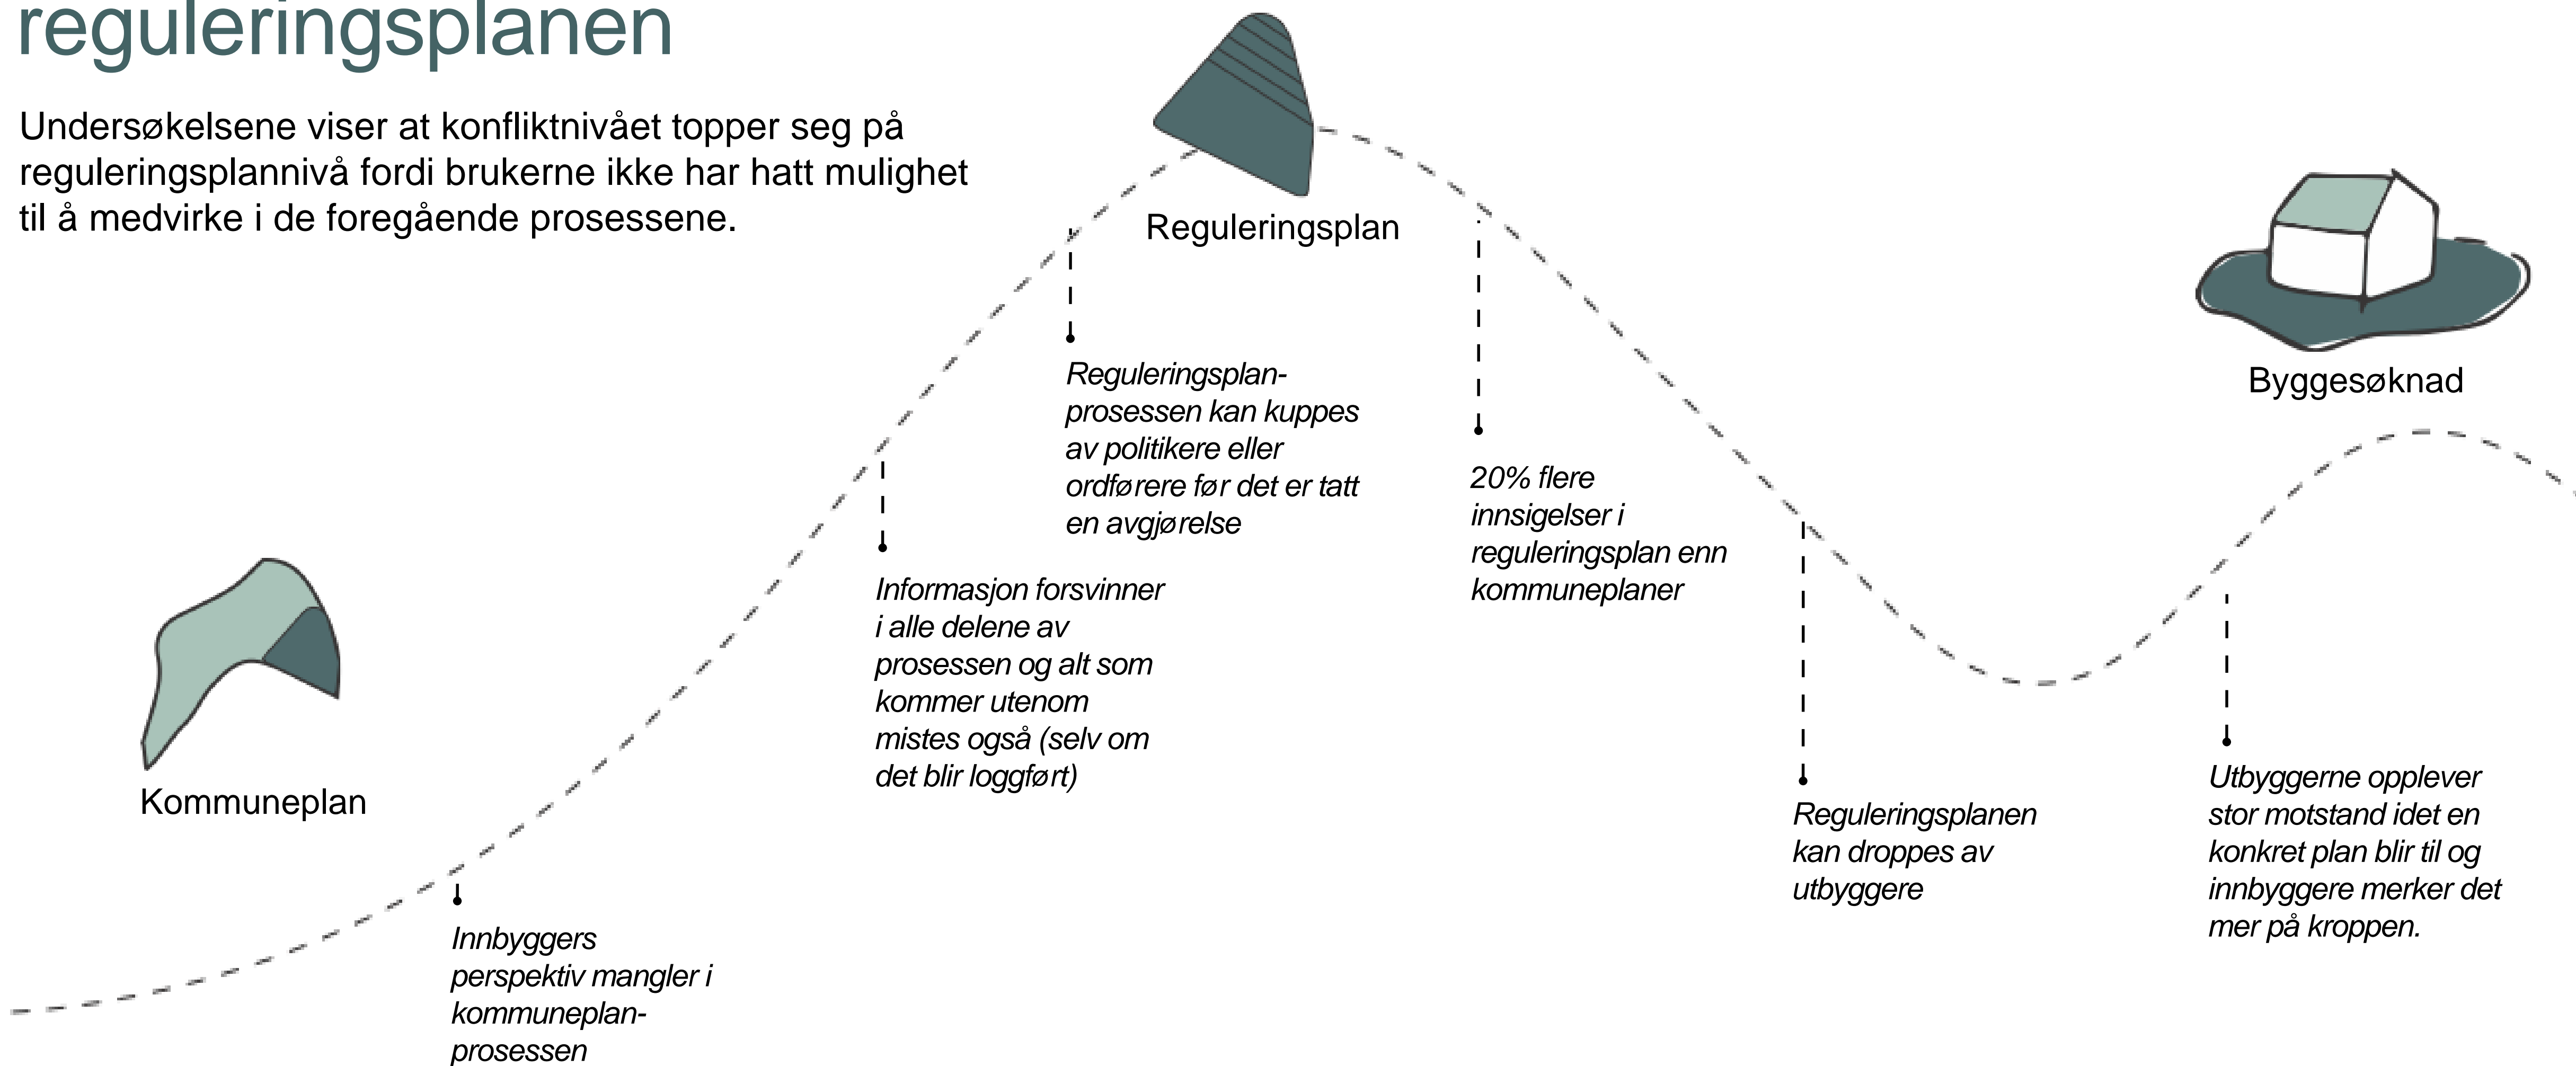 reguleringsplanen
Undersøkelsene viser at konfliktnivået topper seg på
reguleringsplannivå fordi brukerne ikke har hatt mulighet
til å medvirke i de foregående prosessene.
Reguleringsplan
Byggesøknad
Kommuneplan
Innbyggers
perspektiv mangler i
kommuneplan-
prosessen
Informasjon forsvinner
i alle delene av
prosessen og alt som
kommer utenom
mistes også (selv om
det blir loggført)
Reguleringsplan-
prosessen kan kuppes
av politikere eller
ordførere før det er tatt
en avgjørelse
20% flere
innsigelser i
reguleringsplan enn
kommuneplaner
Reguleringsplanen
kan droppes av
utbyggere
Utbyggerne opplever
stor motstand idet en
konkret plan blir til og
innbyggere merker det
mer på kroppen.